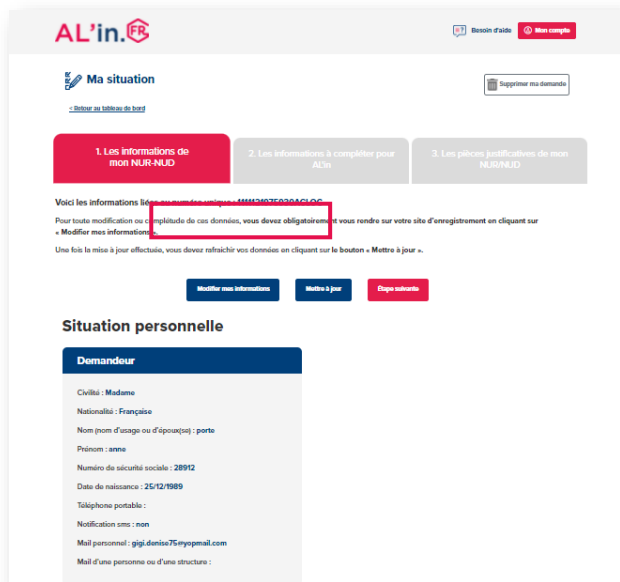 AL'in.FR
Besoin d'aide
Mon compte
Ma situation
Supprimer ma demande
< Retour au tableau de bord
1. Les informations de
mon NUR-NUD
2. Les informations à compléter pour
AL'in
3. Les pièces justificatives de mon
NUR/NUD
Voici les informations liées au numéro unique :
Pour toute modification ou complétude de cas données, vous devez obligatoirement vous rendre sur votre site d'enregistrement en cliquant sur
« Modifier mes informations ».
Une fois la mise à jour effectuée, vous devez rafraichir vos données en cliquant sur le bouton « Mettre à jour ».
Modifier mes informations
Mettre à jour
Étape suivante
Situation personnelle
Demandeur
Civilité : Madame
Nationalité : Française
Nom (nom d'usage ou d'époux(se) : porte
Prénom : anne
Numéro de sécurité sociale : 28912
Date de naissance : 25/12/1989
Téléphone portable :
Notification sms : non
Mail personnel : gigi.denise75@yopmail.com
Mail d'une personne ou d'une structure :